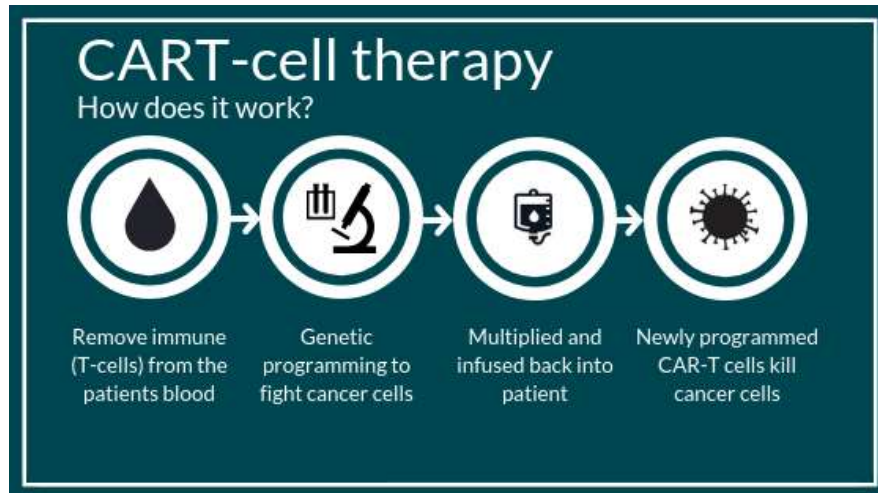 CART-cell therapy
How does it work?
Remove immune
(T-cells) from the
patients blood
Genetic
programming to
fight cancer cells
Multiplied and
infused back into
patient
Newly programmed
CAR-T cells kill
cancer cells